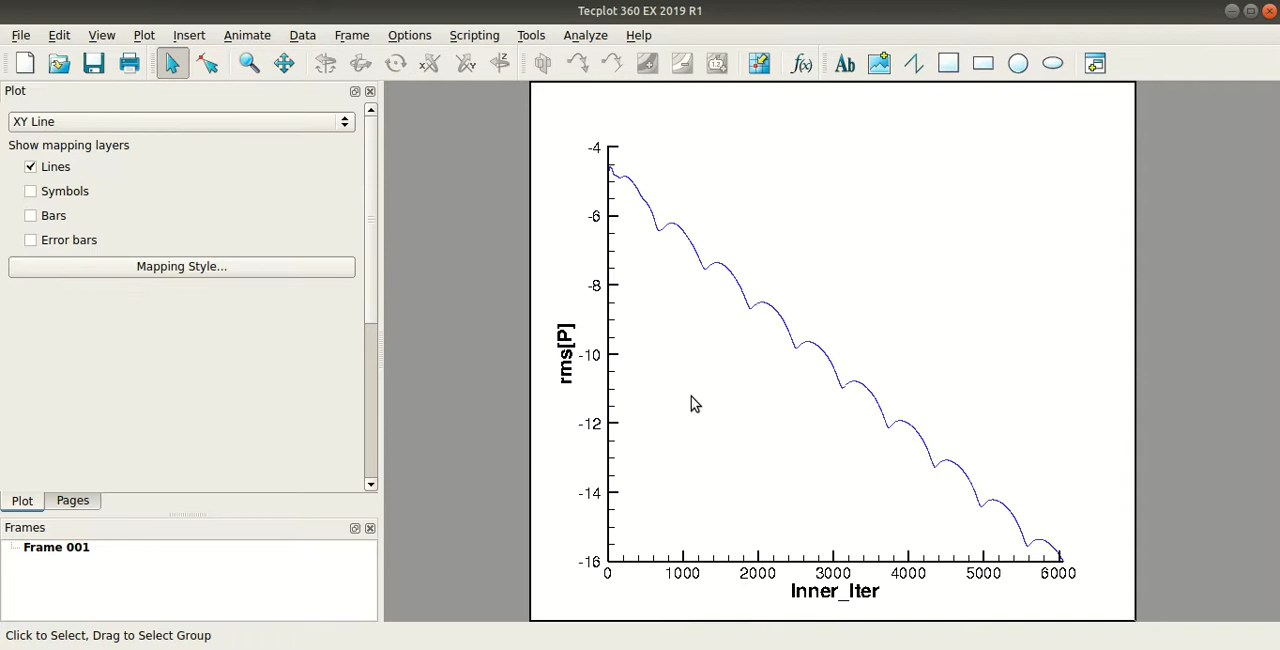 Tecplot 360 EX 2019 R1
File Edit View Plot Insert Animate Data Frame Options Scripting Tools Analyze Help
Plot
XY Line
Show mapping layers
Lines
Symbols
Bars
Error bars
Mapping Style...
Plot Pages
Frames
Frame 001
Click to Select, Drag to Select Group
-4
-6
-8
-10
-12
-14
-16
rms[P]
0 1000 2000 3000 4000 5000 6000
Inner_Iter